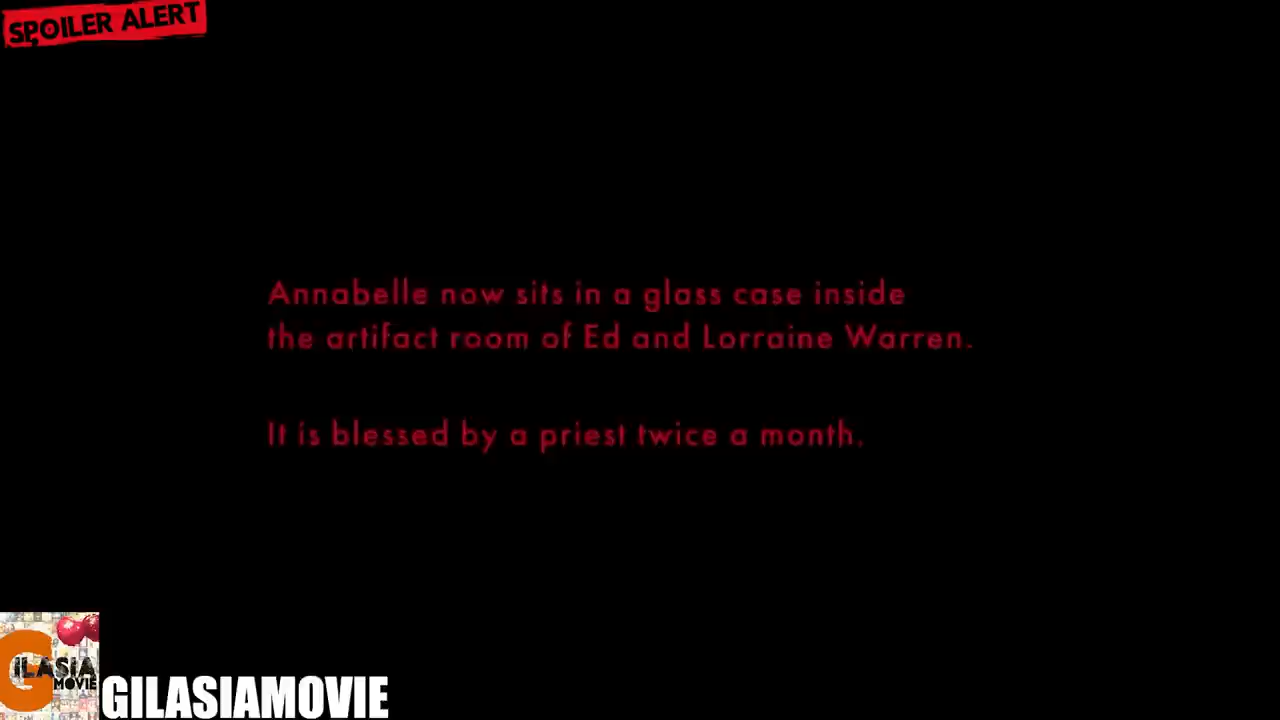 SPOILER ALERT
Annabelle now sits in a glass case inside
the artifact room of Ed and Lorraine Warren.
It is blessed by a priest twice a month.
GILASIA
MOVIE
GILASIAMOVIE